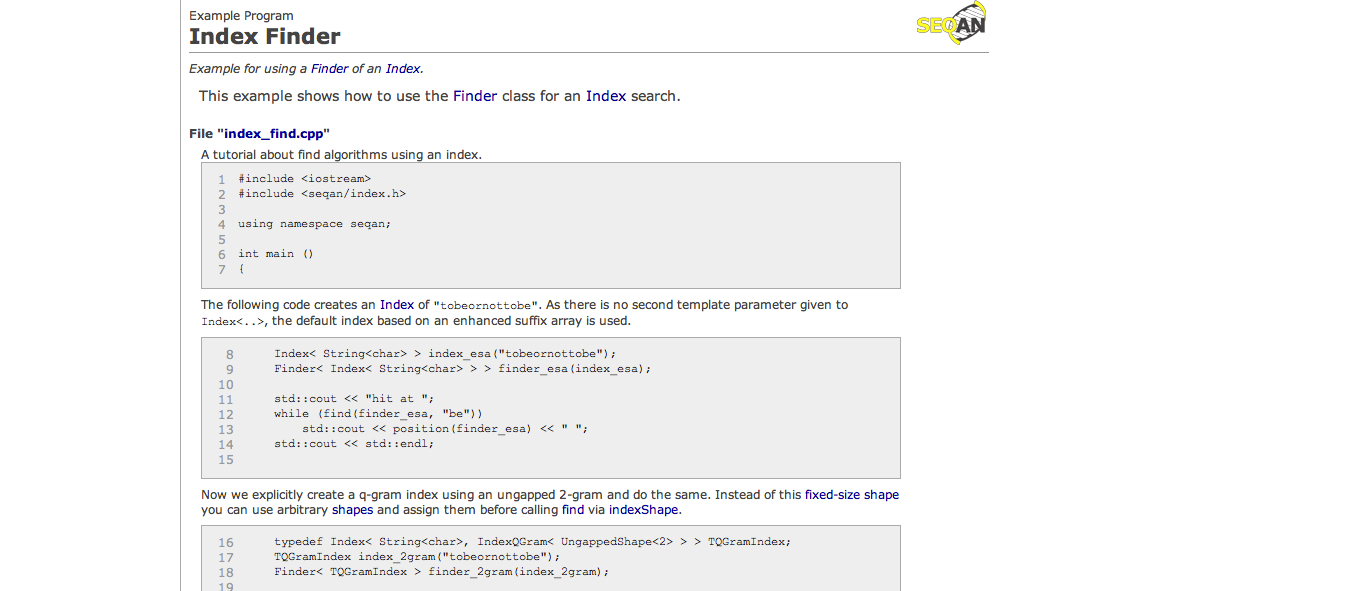 Example Program
Index Finder
SEQAN
Example for using a Finder of an Index.
This example shows how to use the Finder class for an Index search.
File "index_find.cpp"
A tutorial about find algorithms using an index.
1 #include <iostream>
2 #include <seqan/index.h>
3
4 using namespace seqan;
5
6 int main ()
7 {
The following code creates an Index of "tobeornottobe". As there is no second template parameter given to
Index<..>, the default index based on an enhanced suffix array is used.
8 Index< String<char> > index_esa("tobeornottobe");
9 Finder< Index< String<char> > > finder_esa(index_esa);
10
11 std::cout << "hit at ";
12 while (find(finder_esa, "be"))
13 std::cout << position(finder_esa) << " ";
14 std::cout << std::endl;
15
Now we explicitly create a q-gram index using an ungapped 2-gram and do the same. Instead of this fixed-size shape
you can use arbitrary shapes and assign them before calling find via indexShape.
16 typedef Index< String<char>, IndexQGram< UngappedShape<2> > > TQGramIndex;
17 TQGramIndex index_2gram("tobeornottobe");
18 Finder< TQGramIndex > finder_2gram(index_2gram);
19